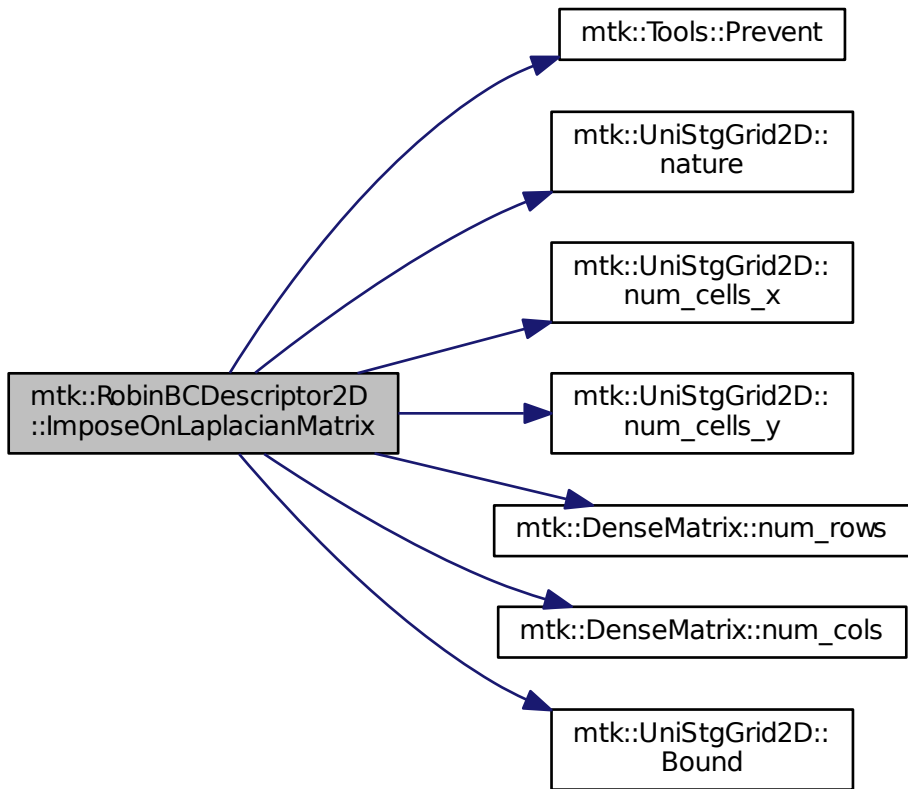 mtk::Tools::Prevent
mtk::UniStgGrid2D::
nature
mtk::UniStgGrid2D::
num_cells_x
mtk::RobinBCDescriptor2D
::ImposeOnLaplacianMatrix
mtk::UniStgGrid2D::
num_cells_y
mtk::DenseMatrix::num_rows
mtk::DenseMatrix::num_cols
mtk::UniStgGrid2D::
Bound